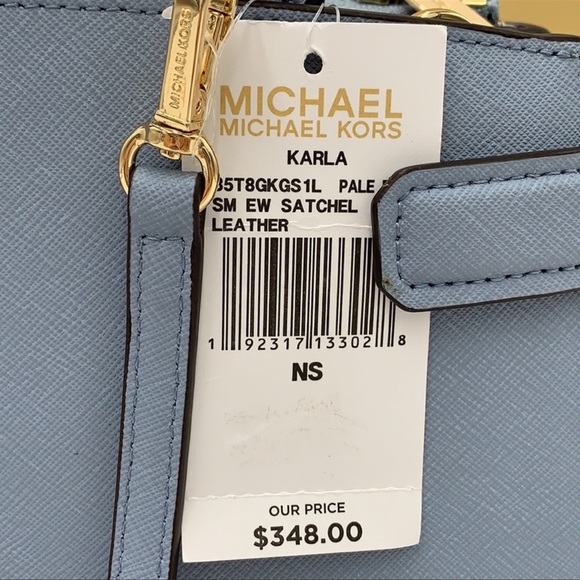 MICHAEL KORS
MICHAEL
MICHAEL KORS
KARLA
35T8GKGS1L PALE
SM EW SATCHEL
LEATHER
1 92317 13302 8
NS
OUR PRICE
$348.00